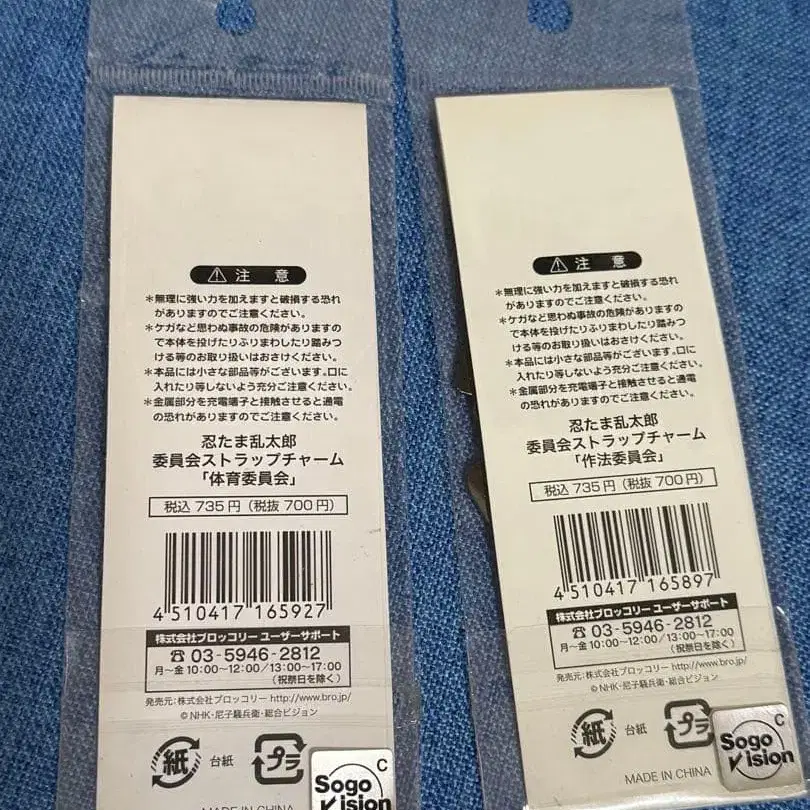 ⚠ 注意
＊無理に強い力を加えますと破損する恐れ
がありますのでご注意ください。
＊ケガなど思わぬ事故の危険がありますの
で本体を投げたりふりまわしたり踏みつ
ける等のお取り扱いはおさけください。
＊本品には小さな部品等がございます。口に
入れたり等しないよう充分ご注意ください。
＊金属部分を充電端子と接触させると通電
の恐れがありますのでご注意ください。
忍たま乱太郎
委員会ストラップチャーム
「体育委員会」
税込 735円（税抜 700円）
4 510417 165927
株式会社ブロッコリー ユーザーサポート
☎ 03-5946-2812
月～金 10:00～12:00/13:00～17:00
（祝祭日を除く）
発売元：株式会社ブロッコリー http://www.bro.jp/
© NHK・尼子騒兵衛・総合ビジョン
紙 台紙 プラ
MADE IN CHINA
C
Sogo
Vision
⚠ 注意
＊無理に強い力を加えますと破損する恐れ
がありますのでご注意ください。
＊ケガなど思わぬ事故の危険がありますの
で本体を投げたりふりまわしたり踏みつ
ける等のお取り扱いはおさけください。
＊本品には小さな部品等がございます。口に
入れたり等しないよう充分ご注意ください。
＊金属部分を充電端子と接触させると通電
の恐れがありますのでご注意ください。
忍たま乱太郎
委員会ストラップチャーム
「作法委員会」
税込 735円（税抜 700円）
4 510417 165897
株式会社ブロッコリー ユーザーサポート
☎ 03-5946-2812
月～金 10:00～12:00/13:00～17:00
（祝祭日を除く）
発売元：株式会社ブロッコリー http://www.bro.jp/
© NHK・尼子騒兵衛・総合ビジョン
紙 台紙 プラ
MADE IN CHINA
C
Sogo
Vision